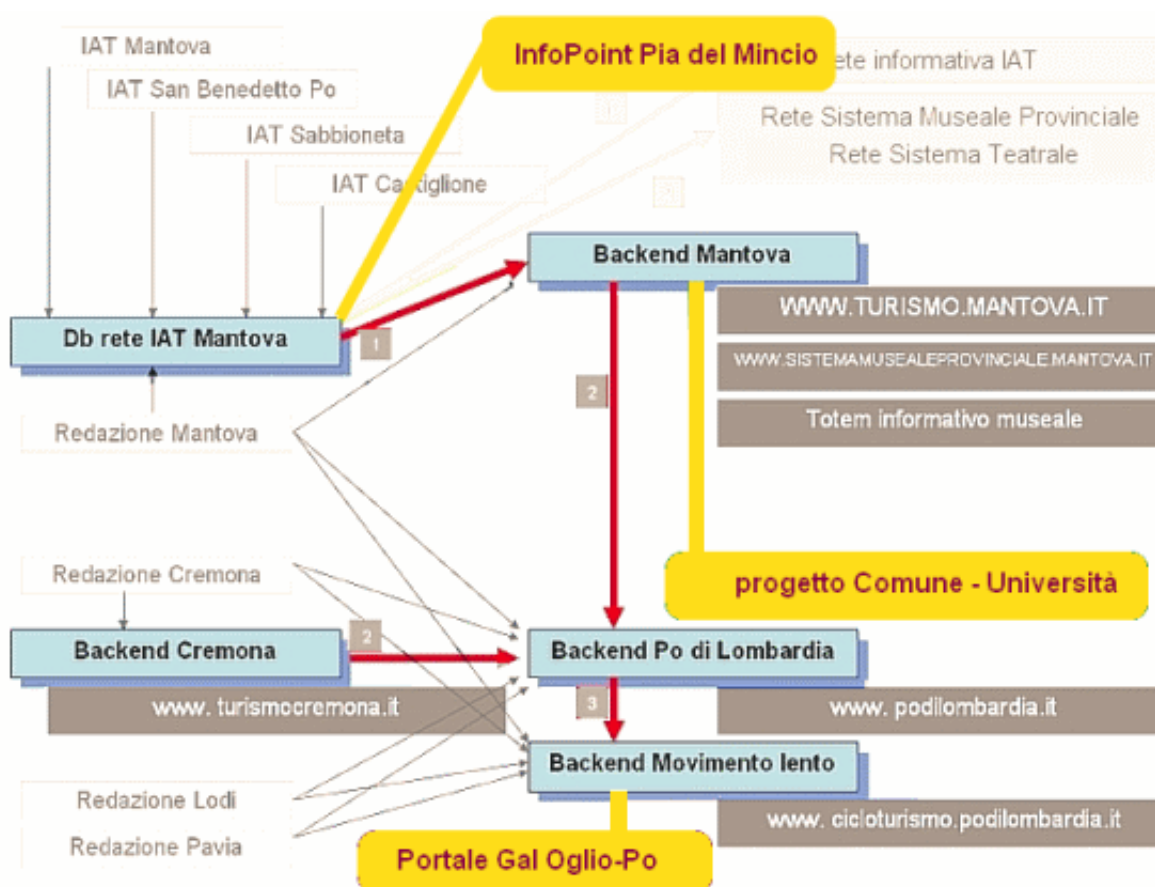 IAT Mantova
InfoPoint Pia del Mincio
ete informativa IAT
IAT San Benedetto Po
Rete Sistema Museale Provinciale
Rete Sistema Teatrale
IAT Sabbioneta
IAT Castiglione
Backend Mantova
WWW.TURISMO.MANTOVA.IT
Db rete IAT Mantova
1
WWW.SISTEMAMUSEALEPROVINCIALE.MANTOVA.IT
2
Totem informativo museale
Redazione Mantova
progetto Comune - Università
Redazione Cremona
Backend Cremona
2
Backend Po di Lombardia
www. turismocremona.it
3
www. podilombardia.it
Backend Movimento lento
Redazione Lodi
www. cicloturismo.podilombardia.it
Redazione Pavia
Portale Gal Oglio-Po